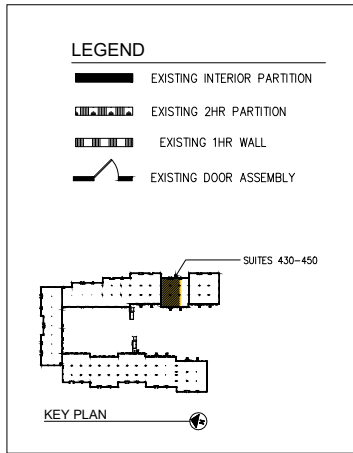 LEGEND
EXISTING INTERIOR PARTITION
EXISTING 2HR PARTITION
EXISTING 1HR WALL
EXISTING DOOR ASSEMBLY
SUITES 430-450
KEY PLAN